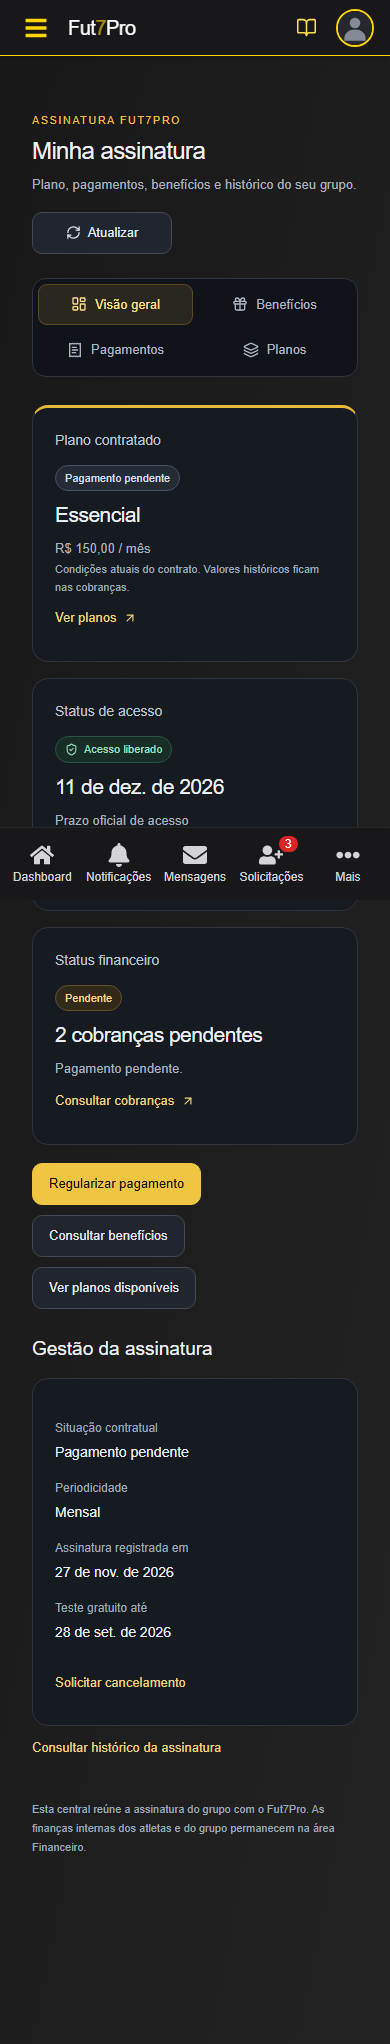 Fut7Pro
ASSINATURA FUT7PRO
Minha assinatura
Plano, pagamentos, benefícios e histórico do seu grupo.
Atualizar
Visão geral
Benefícios
Pagamentos
Planos
Plano contratado
Pagamento pendente
Essencial
R$ 150,00 / mês
Condições atuais do contrato. Valores históricos ficam
nas cobranças.
Ver planos
Status de acesso
Acesso liberado
11 de dez. de 2026
Prazo oficial de acesso
3
Dashboard
Notificações
Mensagens
Solicitações
Mais
Status financeiro
Pendente
2 cobranças pendentes
Pagamento pendente.
Consultar cobranças
Regularizar pagamento
Consultar benefícios
Ver planos disponíveis
Gestão da assinatura
Situação contratual
Pagamento pendente
Periodicidade
Mensal
Assinatura registrada em
27 de nov. de 2026
Teste gratuito até
28 de set. de 2026
Solicitar cancelamento
Consultar histórico da assinatura
Esta central reúne a assinatura do grupo com o Fut7Pro. As
finanças internas dos atletas e do grupo permanecem na área
Financeiro.